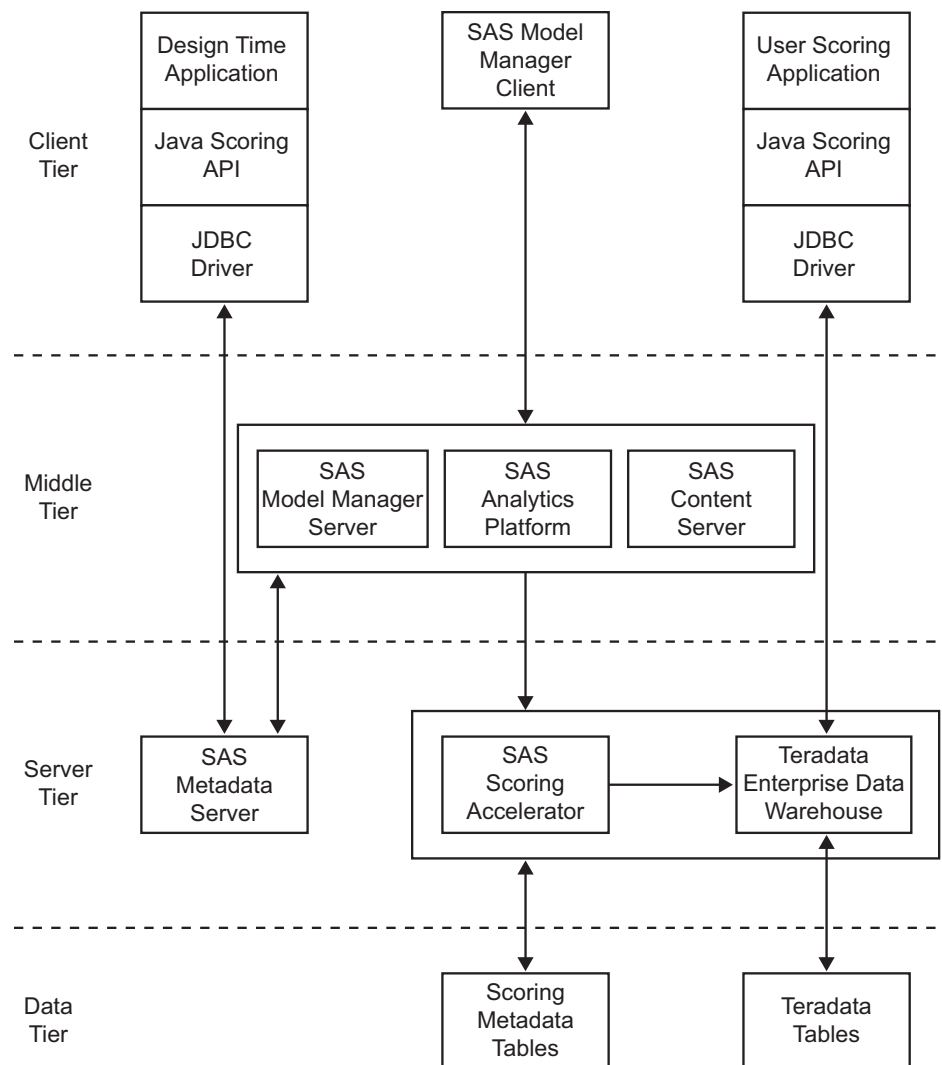 Design Time
Application
SAS Model
Manager
Client
User Scoring
Application
Client
Tier
Java Scoring
API
Java Scoring
API
JDBC
Driver
JDBC
Driver
Middle
Tier
SAS
Model Manager
Server
SAS
Analytics
Platform
SAS
Content
Server
Server
Tier
SAS
Metadata
Server
SAS
Scoring
Accelerator
Teradata
Enterprise Data
Warehouse
Data
Tier
Scoring
Metadata
Tables
Teradata
Tables